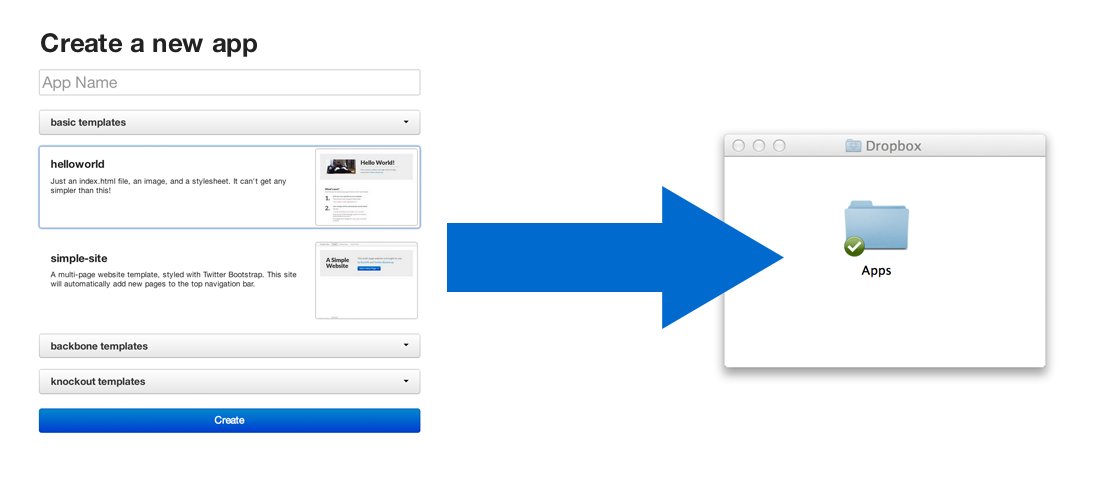 Create a new app
App Name
basic templates
helloworld
Just an index.html file, an image, and a stylesheet. It can't get any
simpler than this!
Hello World!
1.
2.
simple-site
A multi-page website template, styled with Twitter Bootstrap. This site
will automatically add new pages to the top navigation bar.
A Simple
Website
backbone templates
knockout templates
Create
Dropbox
Apps